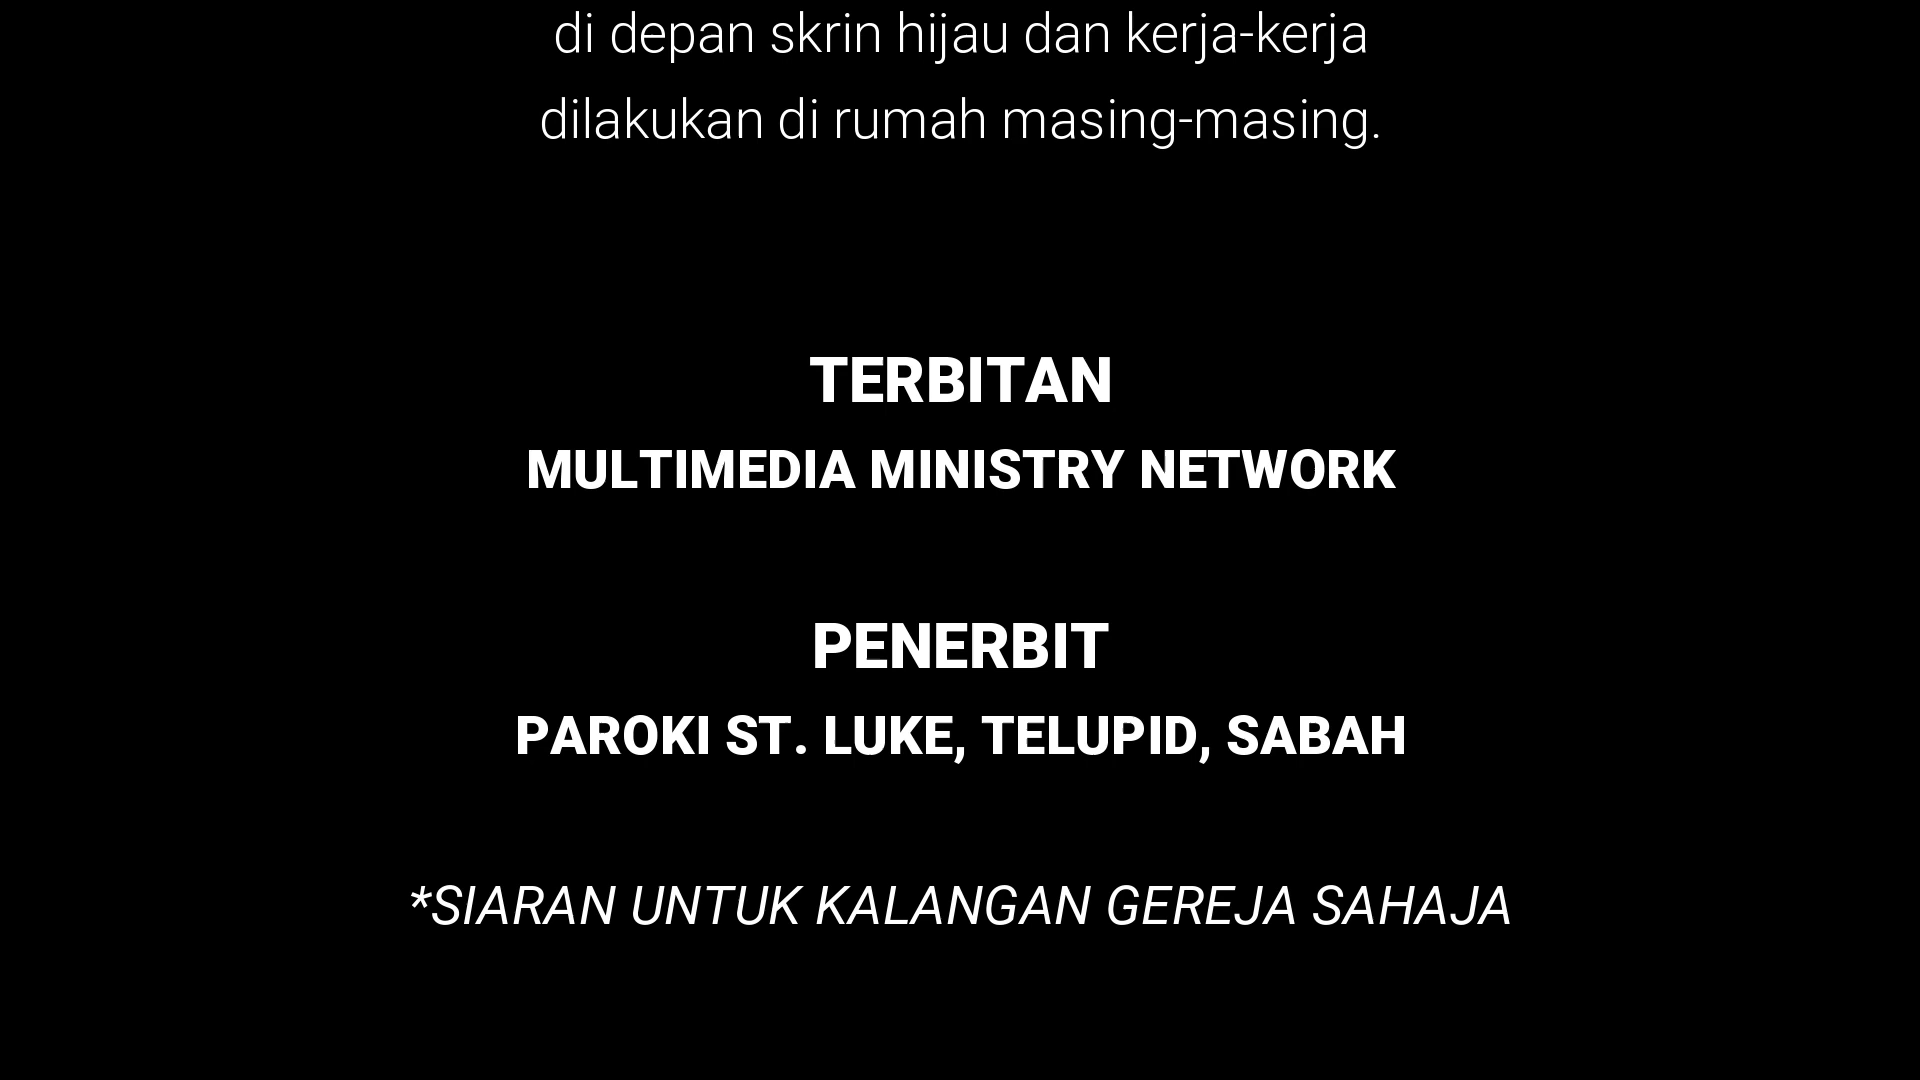 di depan skrin hijau dan kerja-kerja
dilakukan di rumah masing-masing.
TERBITAN
MULTIMEDIA MINISTRY NETWORK
PENERBIT
PAROKI ST. LUKE, TELUPID, SABAH
*SIARAN UNTUK KALANGAN GEREJA SAHAJA